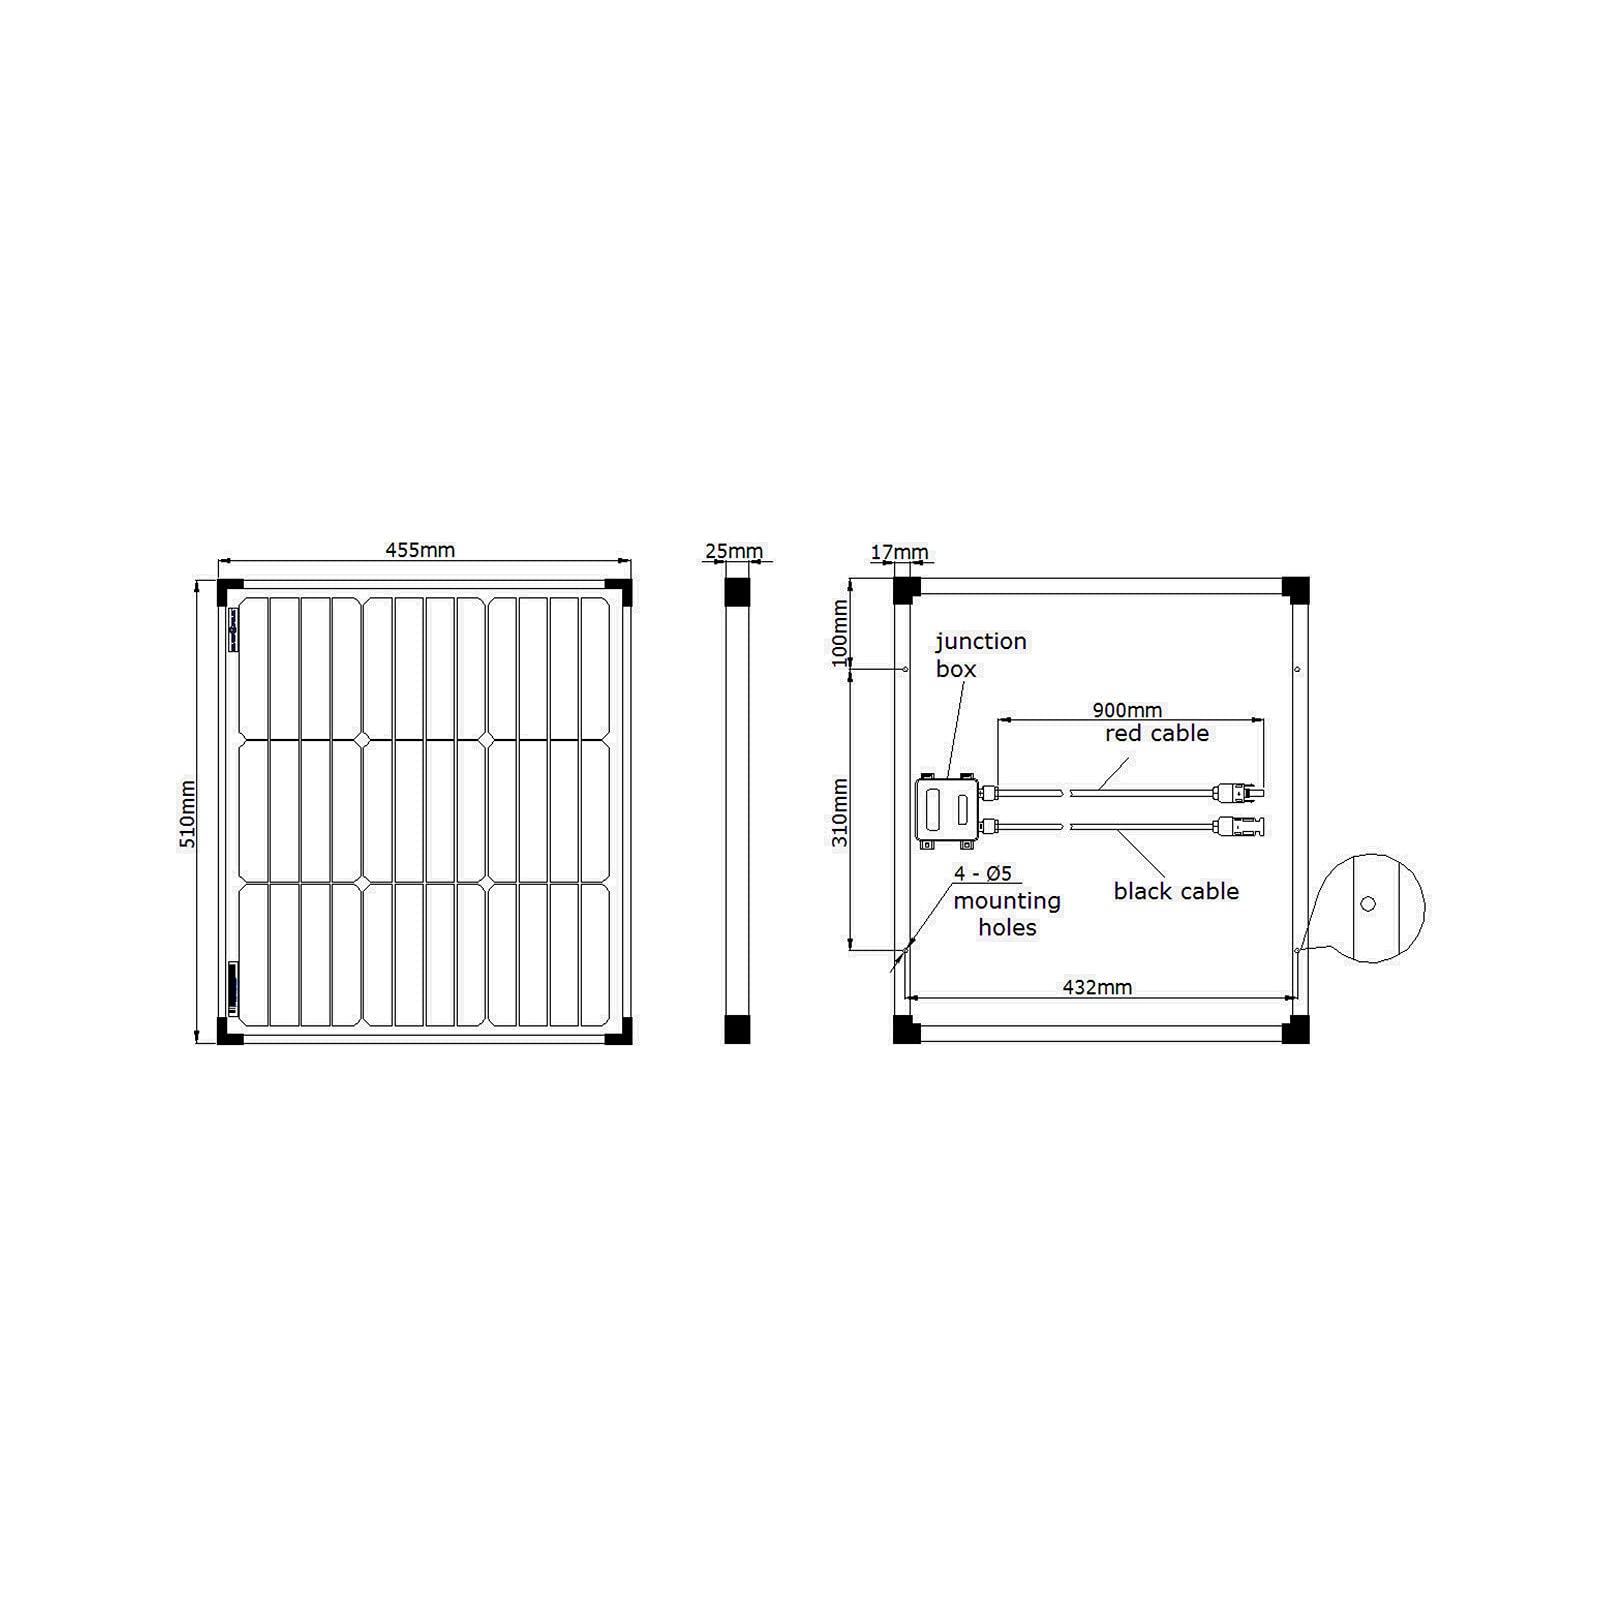 455mm
510mm
25mm
17mm
100mm
310mm
junction
box
900mm
red cable
black cable
4 - Ø5
mounting
holes
432mm